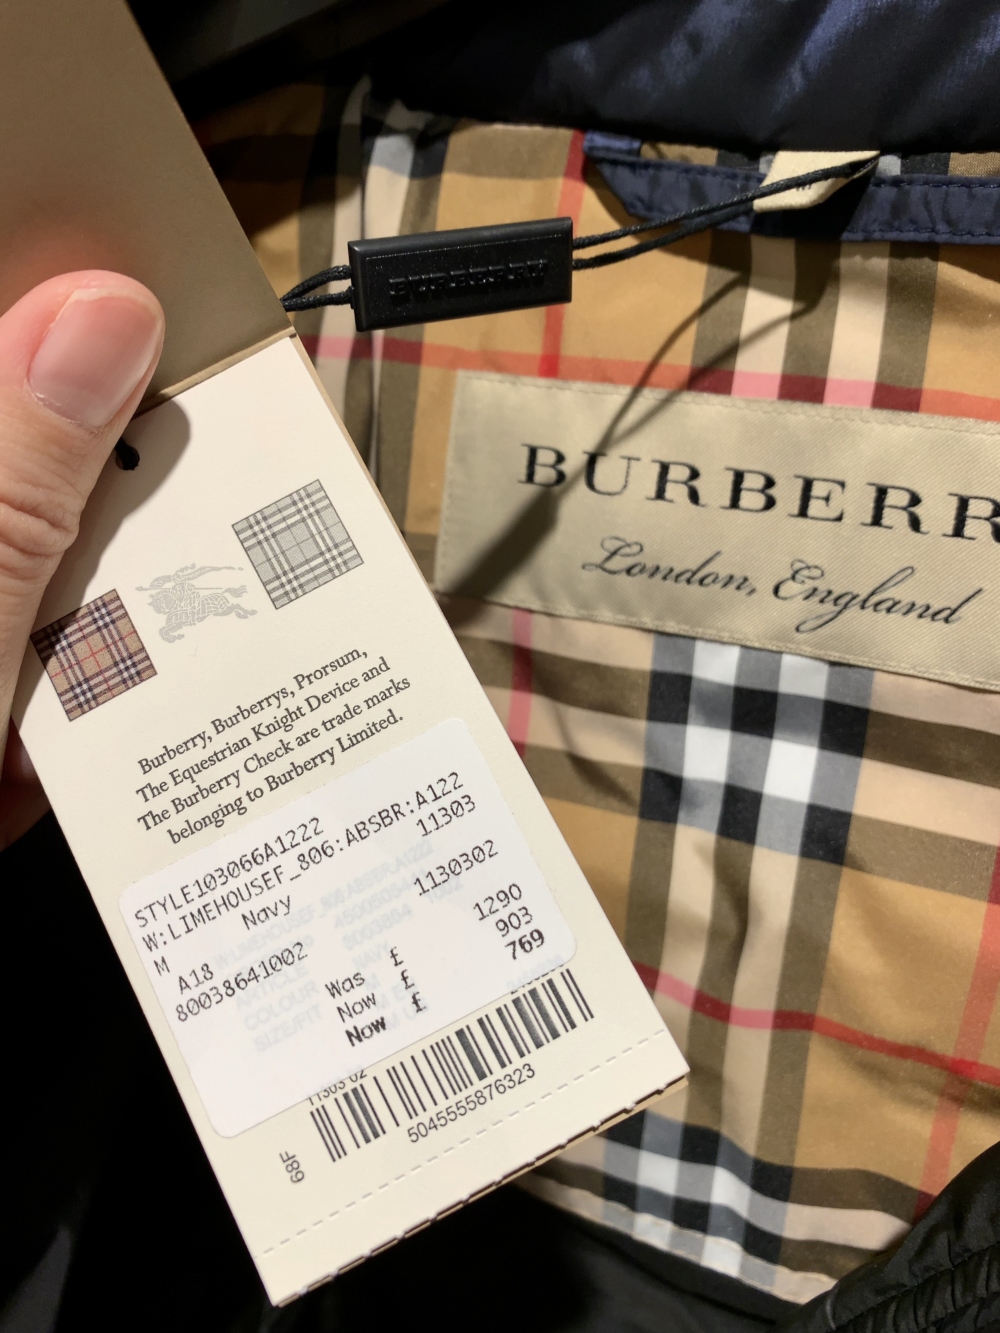 BURBERRY
BURBERR
London, England
Burberry, Burberrys, Prorsum,
The Equestrian Knight Device and
The Burberry Check are trade marks
belonging to Burberry Limited.
STYLE103066A1222
W:LIMEHOUSEF_806:ABSBR:A122
Navy 11303
M
A18 1130302
80038641002
Was £ 1290
Now £ 903
Now £ 769
11303 02
5045555876323
68F